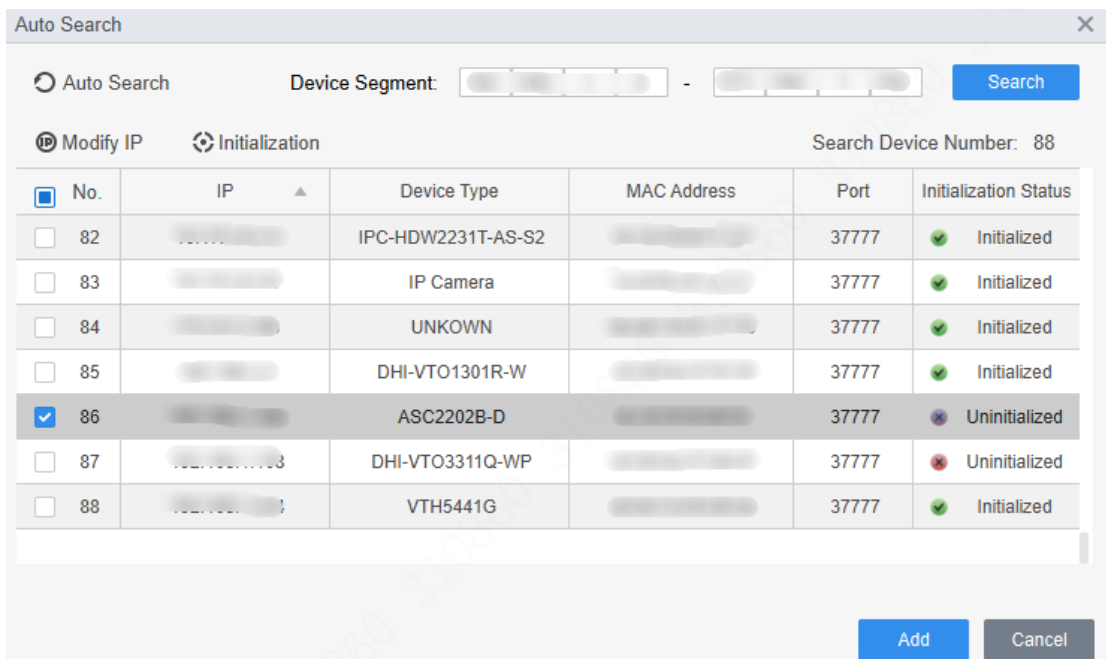 Auto Search
Auto Search Device Segment: - Search
Modify IP Initialization Search Device Number: 88
No. IP Device Type MAC Address Port Initialization Status
82 IPC-HDW2231T-AS-S2 37777 Initialized
83 IP Camera 37777 Initialized
84 UNKOWN 37777 Initialized
85 DHI-VTO1301R-W 37777 Initialized
86 ASC2202B-D 37777 Uninitialized
87 DHI-VTO3311Q-WP 37777 Uninitialized
88 VTH5441G 37777 Initialized
Add Cancel